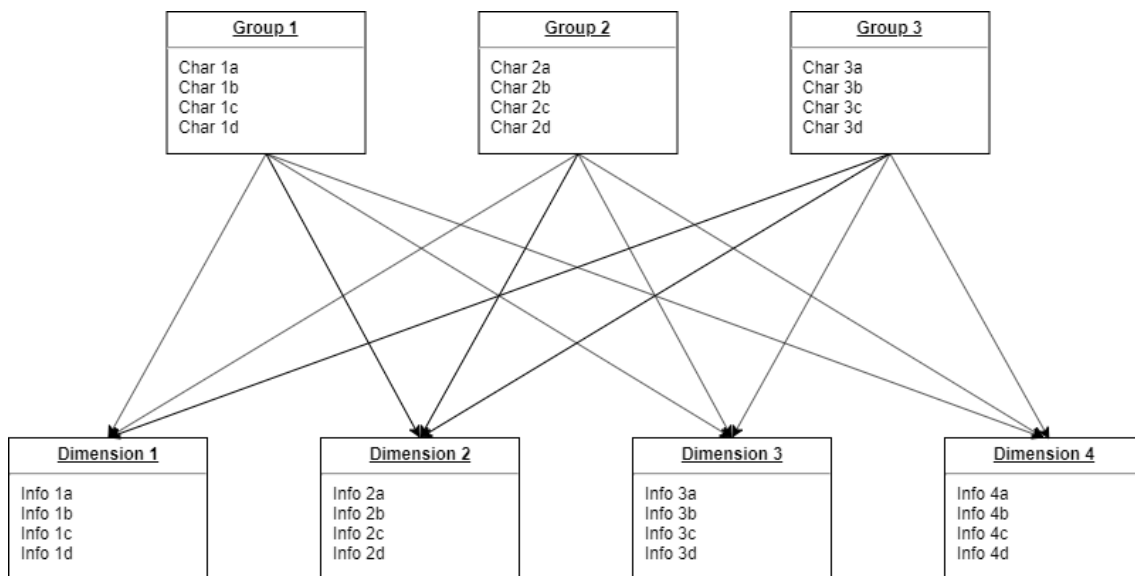 Group 1
Char 1a
Char 1b
Char 1c
Char 1d
Group 2
Char 2a
Char 2b
Char 2c
Char 2d
Group 3
Char 3a
Char 3b
Char 3c
Char 3d
Dimension 1
Info 1a
Info 1b
Info 1c
Info 1d
Dimension 2
Info 2a
Info 2b
Info 2c
Info 2d
Dimension 3
Info 3a
Info 3b
Info 3c
Info 3d
Dimension 4
Info 4a
Info 4b
Info 4c
Info 4d